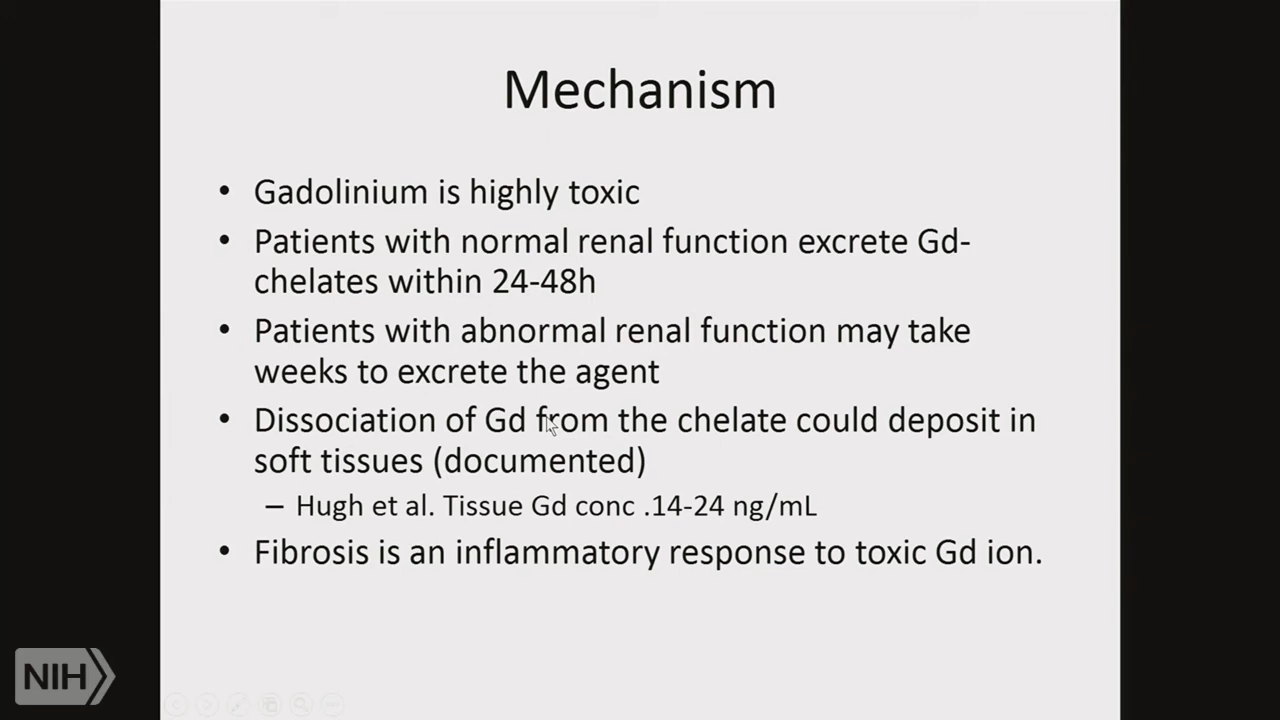 Mechanism
• Gadolinium is highly toxic
• Patients with normal renal function excrete Gd-
chelates within 24-48h
• Patients with abnormal renal function may take
weeks to excrete the agent
• Dissociation of Gd from the chelate could deposit in
soft tissues (documented)
– Hugh et al. Tissue Gd conc .14-24 ng/mL
• Fibrosis is an inflammatory response to toxic Gd ion.
NIH